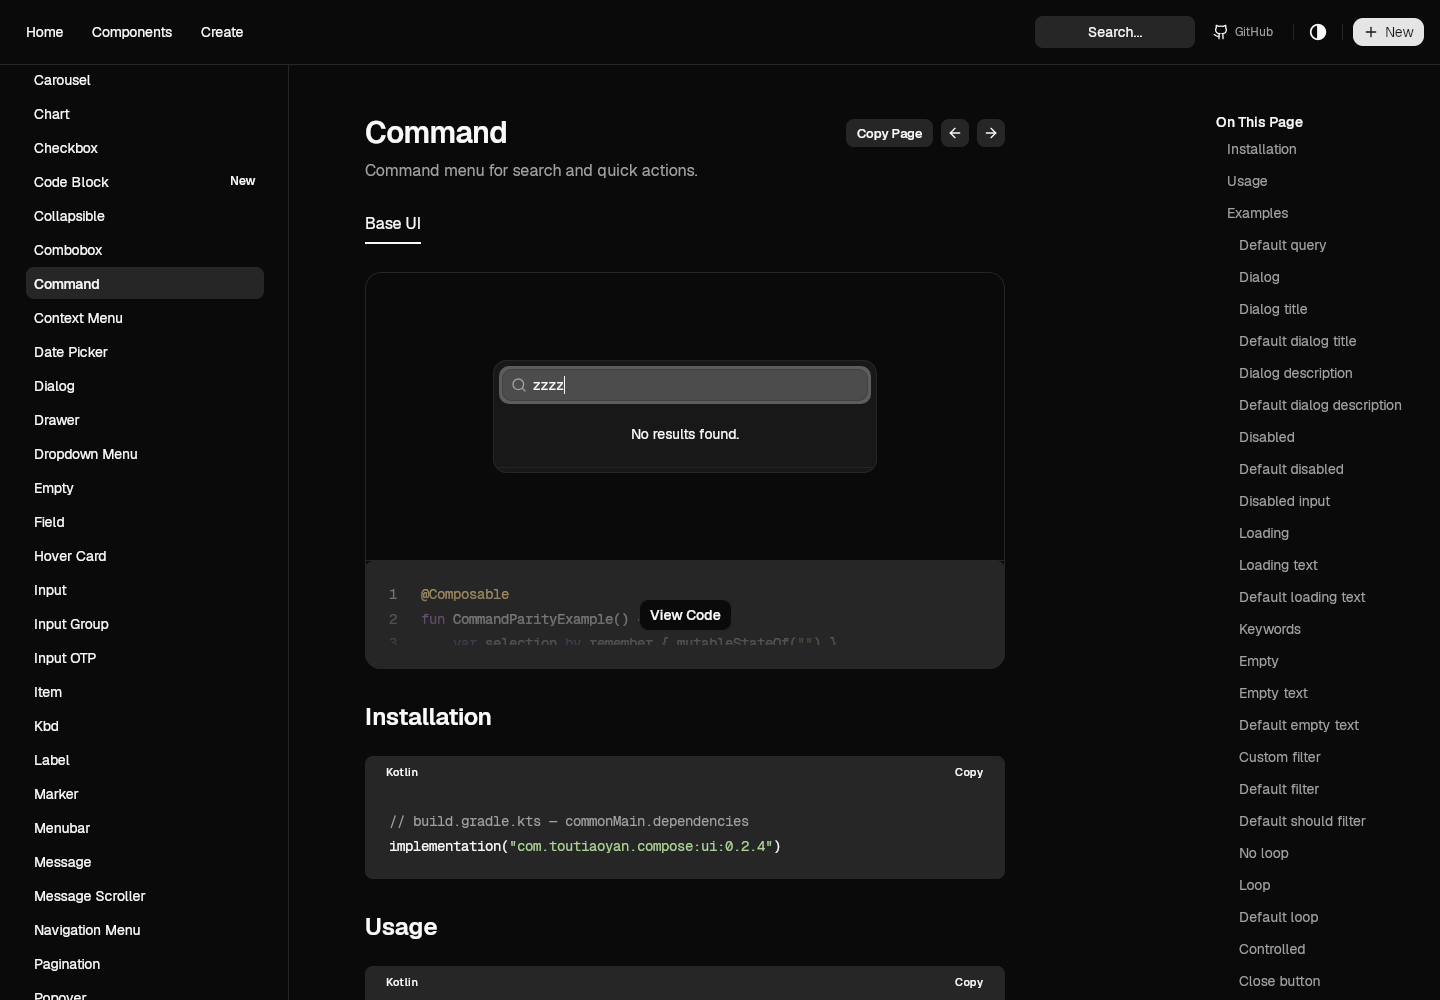 Home
Components
Create
Search...
GitHub
New
Carousel
Chart
Checkbox
Code Block
New
Collapsible
Combobox
Command
Context Menu
Date Picker
Dialog
Drawer
Dropdown Menu
Empty
Field
Hover Card
Input
Input Group
Input OTP
Item
Kbd
Label
Marker
Menubar
Message
Message Scroller
Navigation Menu
Pagination
Popover
Command
Copy Page
Command menu for search and quick actions.
Base UI
zzzz
No results found.
1 @Composable
2 fun CommandParityExample()
View Code
3 var selection by remember { mutableStateOf("") }
Installation
Kotlin
Copy
// build.gradle.kts — commonMain.dependencies
implementation("com.toutiaoyan.compose:ui:0.2.4")
Usage
Kotlin
Copy
On This Page
Installation
Usage
Examples
Default query
Dialog
Dialog title
Default dialog title
Dialog description
Default dialog description
Disabled
Default disabled
Disabled input
Loading
Loading text
Default loading text
Keywords
Empty
Empty text
Default empty text
Custom filter
Default filter
Default should filter
No loop
Loop
Default loop
Controlled
Close button